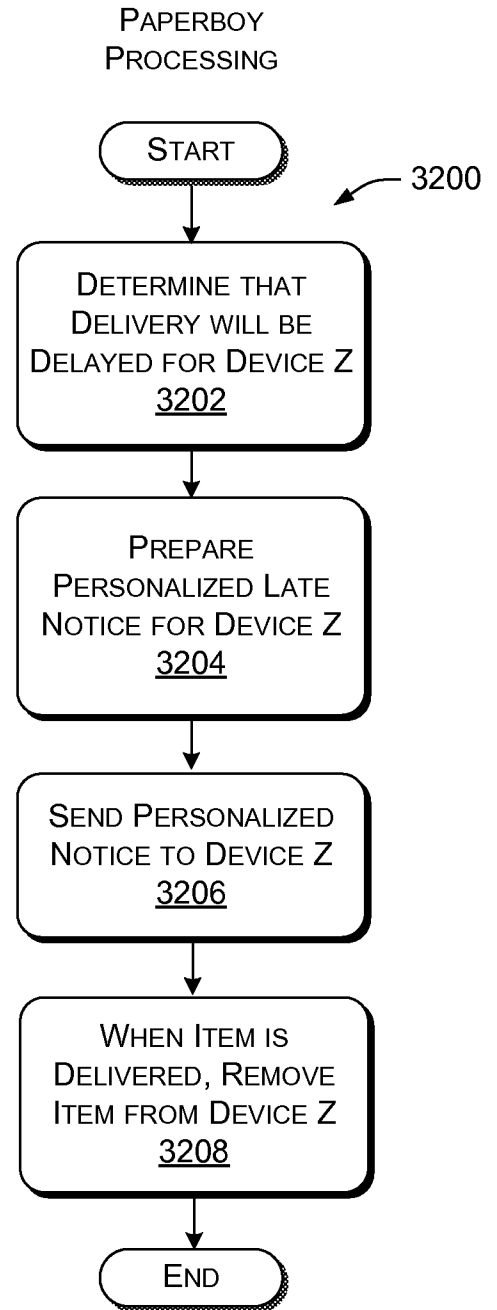 PAPERBOY
PROCESSING
START
3200
DETERMINE THAT
DELIVERY WILL BE
DELAYED FOR DEVICE Z
3202
PREPARE
PERSONALIZED LATE
NOTICE FOR DEVICE Z
3204
SEND PERSONALIZED
NOTICE TO DEVICE Z
3206
WHEN ITEM IS
DELIVERED, REMOVE
ITEM FROM DEVICE Z
3208
END